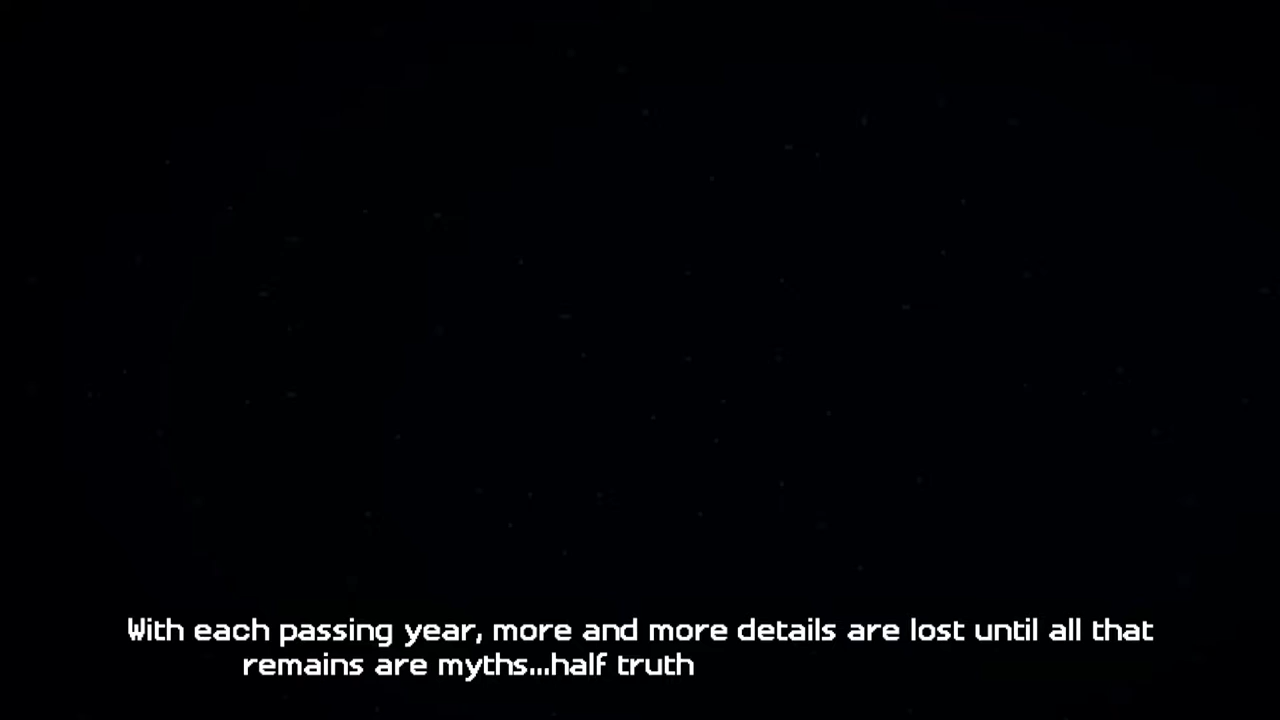 With each passing year, more and more details are lost until all that
remains are myths...half truth